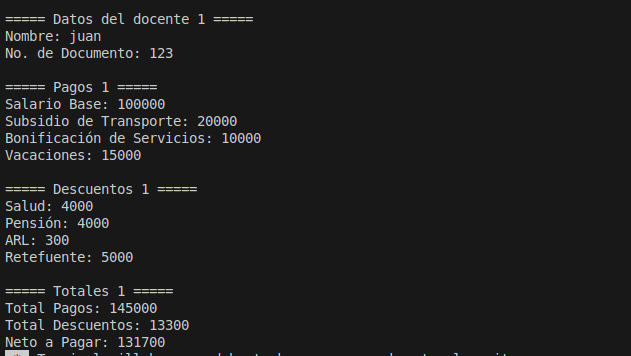 ===== Datos del docente 1 =====
Nombre: juan
No. de Documento: 123
===== Pagos 1 =====
Salario Base: 100000
Subsidio de Transporte: 20000
Bonificación de Servicios: 10000
Vacaciones: 15000
===== Descuentos 1 =====
Salud: 4000
Pensión: 4000
ARL: 300
Retefuente: 5000
===== Totales 1 =====
Total Pagos: 145000
Total Descuentos: 13300
Neto a Pagar: 131700